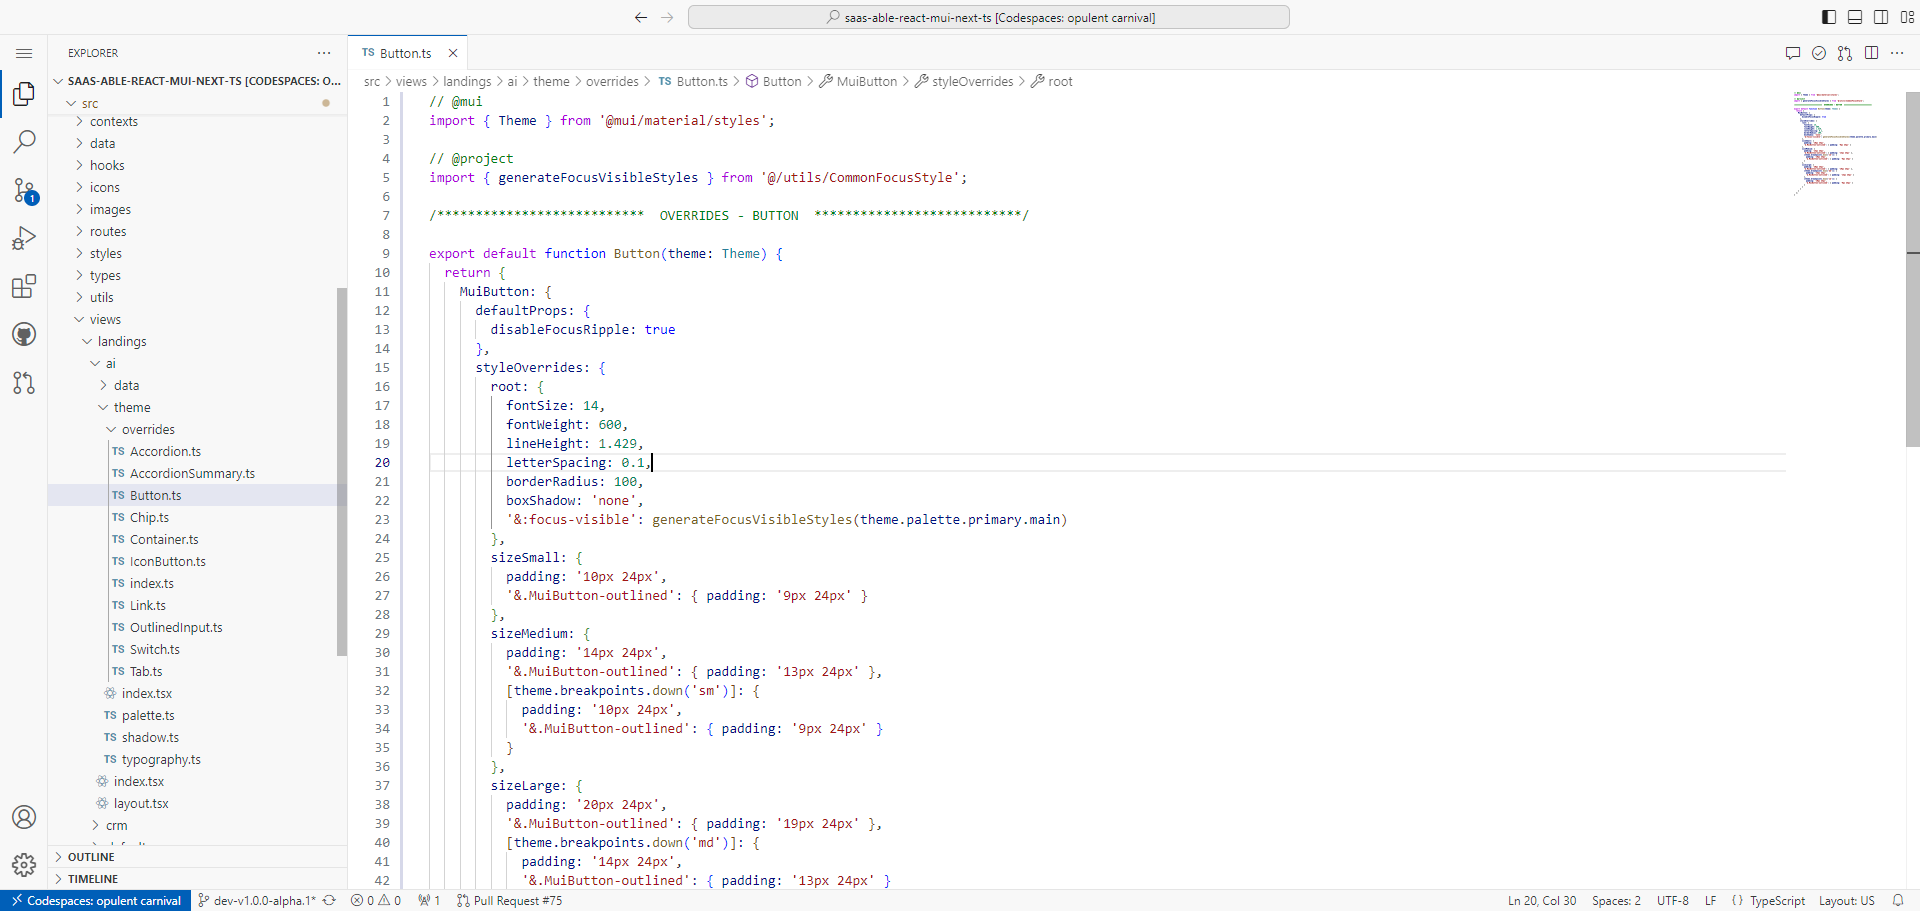 saas-able-react-mui-next-ts [Codespaces: opulent carnival]
EXPLORER
SAAS-ABLE-REACT-MUI-NEXT-TS [CODESPACES: O...
src
contexts
data
hooks
icons
images
routes
styles
types
utils
views
landings
ai
data
theme
overrides
TS Accordion.ts
TS AccordionSummary.ts
TS Button.ts
TS Chip.ts
TS Container.ts
TS IconButton.ts
TS index.ts
TS Link.ts
TS OutlinedInput.ts
TS Switch.ts
TS Tab.ts
index.tsx
TS palette.ts
TS shadow.ts
TS typography.ts
index.tsx
layout.tsx
crm
OUTLINE
TIMELINE
1
TS Button.ts
src > views > landings > ai > theme > overrides > TS Button.ts > Button > MuiButton > styleOverrides > root
1 // @mui
2 import { Theme } from '@mui/material/styles';
3
4 // @project
5 import { generateFocusVisibleStyles } from '@/utils/CommonFocusStyle';
6
7 /*************************** OVERRIDES - BUTTON ***************************/
8
9 export default function Button(theme: Theme) {
10 return {
11 MuiButton: {
12 defaultProps: {
13 disableFocusRipple: true
14 },
15 styleOverrides: {
16 root: {
17 fontSize: 14,
18 fontWeight: 600,
19 lineHeight: 1.429,
20 letterSpacing: 0.1,
21 borderRadius: 100,
22 boxShadow: 'none',
23 '&:focus-visible': generateFocusVisibleStyles(theme.palette.primary.main)
24 },
25 sizeSmall: {
26 padding: '10px 24px',
27 '&.MuiButton-outlined': { padding: '9px 24px' }
28 },
29 sizeMedium: {
30 padding: '14px 24px',
31 '&.MuiButton-outlined': { padding: '13px 24px' },
32 [theme.breakpoints.down('sm')]: {
33 padding: '10px 24px',
34 '&.MuiButton-outlined': { padding: '9px 24px' }
35 }
36 },
37 sizeLarge: {
38 padding: '20px 24px',
39 '&.MuiButton-outlined': { padding: '19px 24px' },
40 [theme.breakpoints.down('md')]: {
41 padding: '14px 24px',
42 '&.MuiButton-outlined': { padding: '13px 24px' }
Codespaces: opulent carnival
dev-v1.0.0-alpha.1*
0 0
1
Pull Request #75
Ln 20, Col 30
Spaces: 2
UTF-8
LF
{ } TypeScript
Layout: US